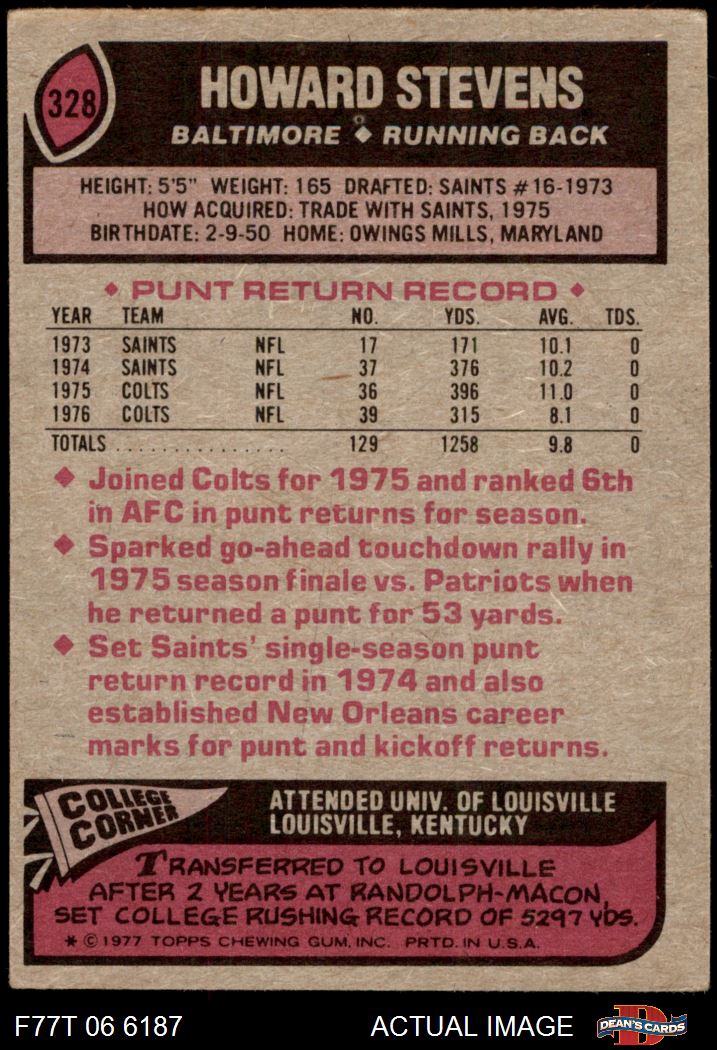 328
HOWARD STEVENS
BALTIMORE ◆ RUNNING BACK
HEIGHT: 5'5" WEIGHT: 165 DRAFTED: SAINTS #16-1973
HOW ACQUIRED: TRADE WITH SAINTS, 1975
BIRTHDATE: 2-9-50 HOME: OWINGS MILLS, MARYLAND
◆ PUNT RETURN RECORD ◆
YEAR TEAM NO. YDS. AVG. TDS.
1973 SAINTS NFL 17 171 10.1 0
1974 SAINTS NFL 37 376 10.2 0
1975 COLTS NFL 36 396 11.0 0
1976 COLTS NFL 39 315 8.1 0
TOTALS ................ 129 1258 9.8 0
◆ Joined Colts for 1975 and ranked 6th
in AFC in punt returns for season.
◆ Sparked go-ahead touchdown rally in
1975 season finale vs. Patriots when
he returned a punt for 53 yards.
◆ Set Saints' single-season punt
return record in 1974 and also
established New Orleans career
marks for punt and kickoff returns.
COLLEGE
CORNER
ATTENDED UNIV. OF LOUISVILLE
LOUISVILLE, KENTUCKY
TRANSFERRED TO LOUISVILLE
AFTER 2 YEARS AT RANDOLPH-MACON,
SET COLLEGE RUSHING RECORD OF 5297 YDS.
* © 1977 TOPPS CHEWING GUM, INC. PRTD. IN U.S.A.
F77T 06 6187 ACTUAL IMAGE D DEAN'S CARDS